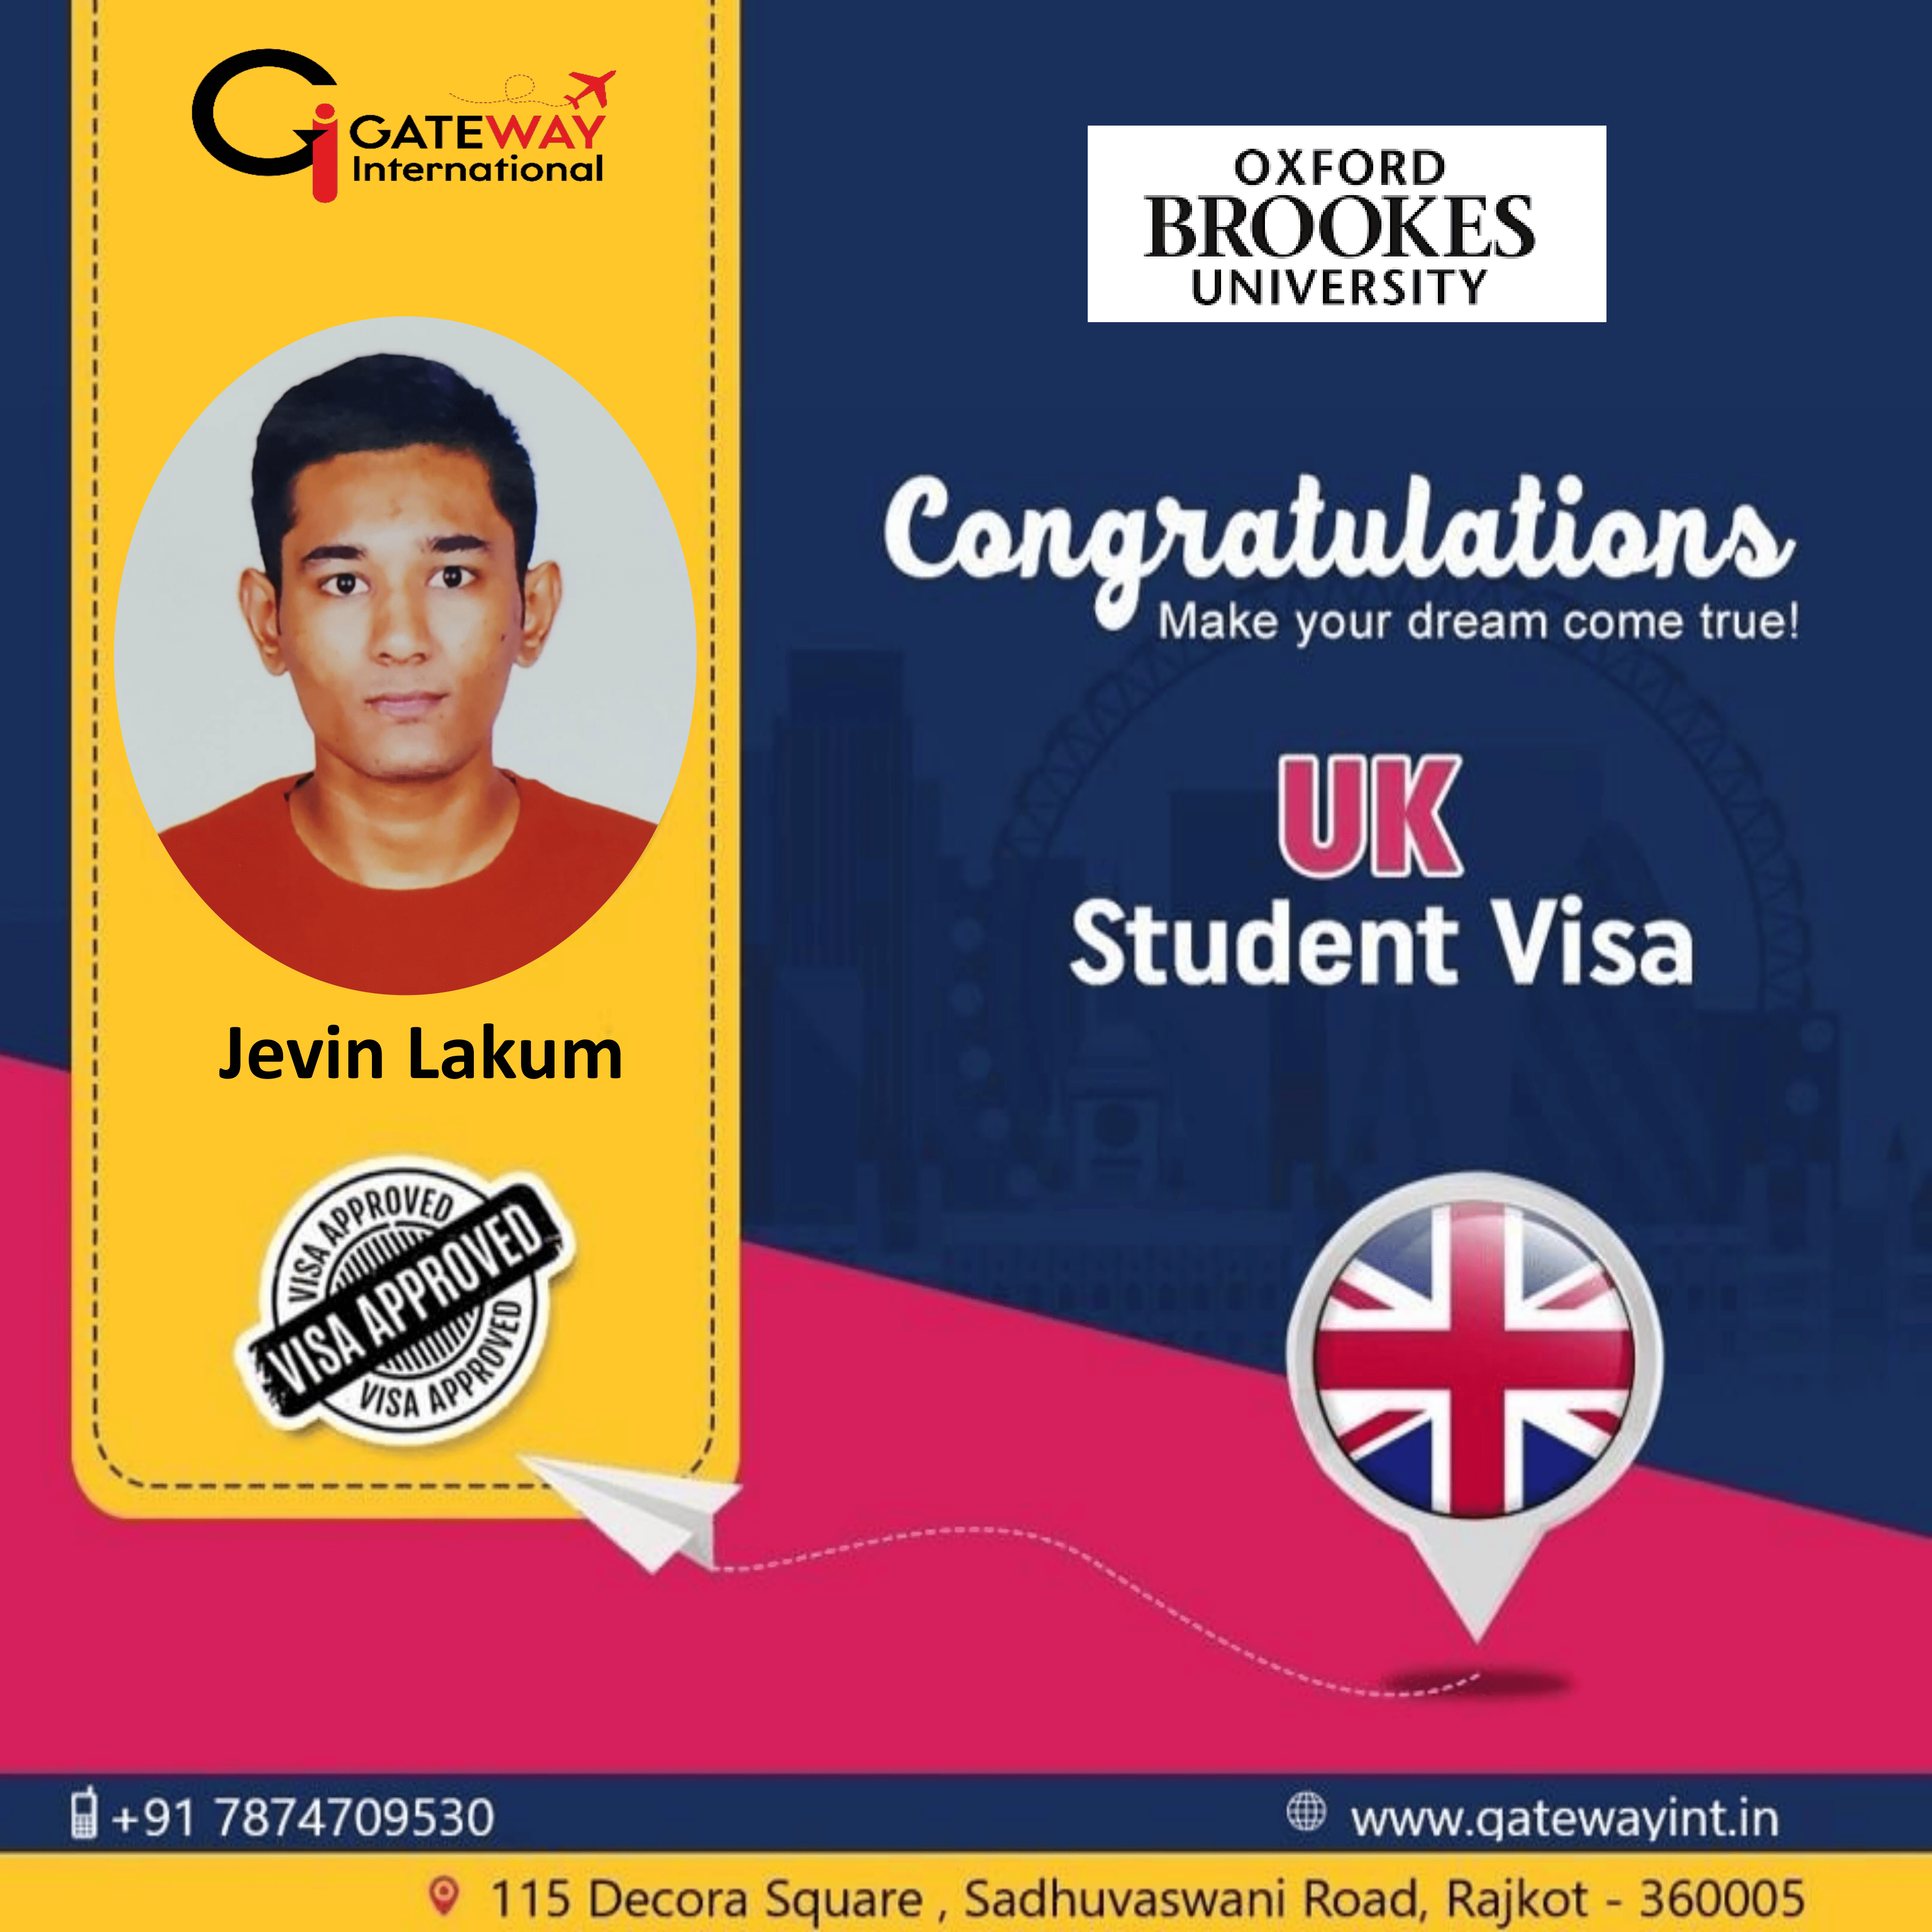 GATEWAY
International
OXFORD
BROOKES
UNIVERSITY
Congratulations
Make your dream come true!
UK
Student Visa
Jevin Lakum
VISA APPROVED
VISA APPROVED
VISA APPROVED
+91 7874709530
www.gatewayint.in
115 Decora Square , Sadhuvaswani Road, Rajkot - 360005